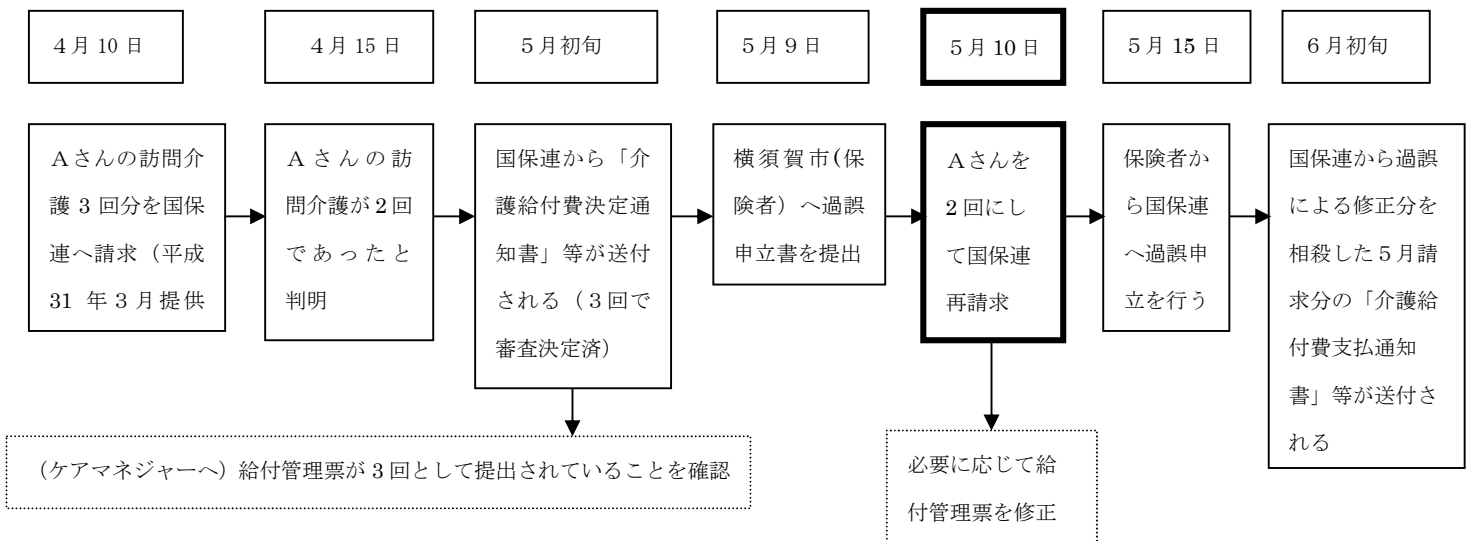 ４月 10 日
４月 15 日
５月初旬
５月９日
５月 10 日
５月 15 日
６月初旬
Ａさんの訪問介
護 3 回分を国保
連へ請求（平成
31 年３月提供
Ａさんの訪
問介護が 2 回
であったと
判明
国保連から「介
護給付費決定通
知書」等が送付
される（３回で
審査決定済）
横須賀市(保
険者）へ過誤
申立書を提出
Ａさんを
2 回にし
て国保連
再請求
保険者か
ら国保連
へ過誤申
立を行う
国保連から過誤
による修正分を
相殺した５月請
求分の「介護給
付費支払通知
書」等が送付さ
れる
（ケアマネジャーへ）給付管理票が 3 回として提出されていることを確認
必要に応じて給
付管理票を修正